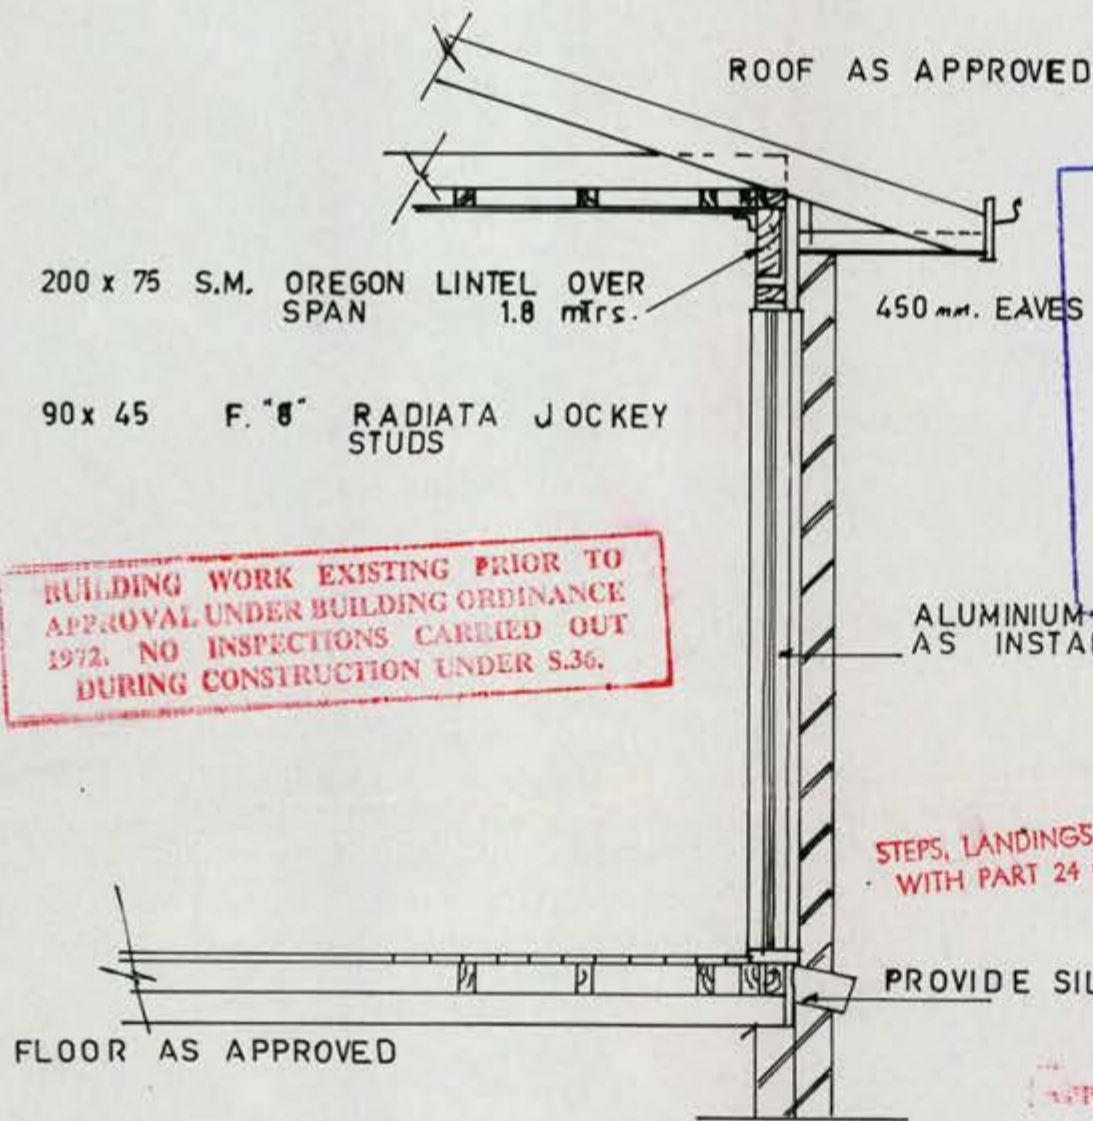 ROOF AS APPROVED
200 x 75 S.M. OREGON LINTEL OVER
SPAN 1.8 mTrs.
450 mm. EAVES
90 x 45 F. "8" RADIATA JOCKEY
STUDS
BUILDING WORK EXISTING PRIOR TO
APPROVAL UNDER BUILDING ORDINANCE
1972. NO INSPECTIONS CARRIED OUT
DURING CONSTRUCTION UNDER S.36.
ALUMINIUM
AS INSTA
STEPS, LANDINGS
WITH PART 24
PROVIDE SIL
FLOOR AS APPROVED